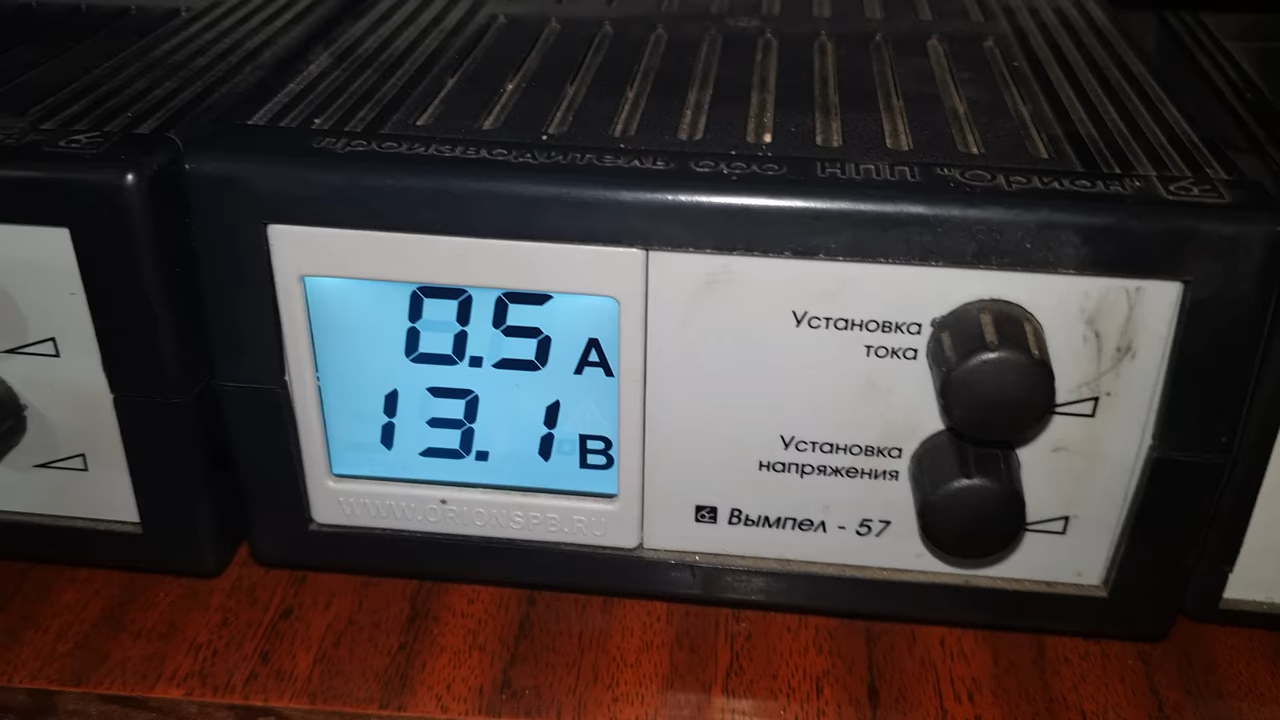 производитель ооо НПП "Орион"
0.5 А
13.1 В
WWW.ORIONSPB.RU
Установка
тока
Установка
напряжения
Вымпел - 57